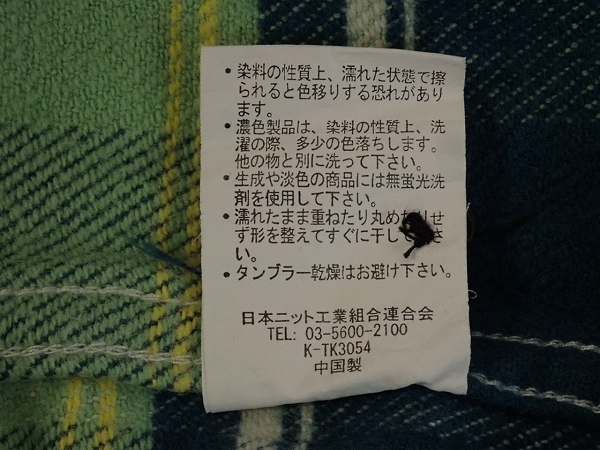 • 染料の性質上、濡れた状態で擦
られると色移りする恐れがあり
ます。
• 濃色製品は、染料の性質上、洗
濯の際、多少の色落ちします。
他の物と別に洗って下さい。
• 生成や淡色の商品には無蛍光洗
剤を使用して下さい。
• 濡れたまま重ねたり丸めたりせ
ず形を整えてすぐに干して下さ
い。
• タンブラー乾燥はお避け下さい。
日本ニット工業組合連合会
TEL: 03-5600-2100
K-TK3054
中国製